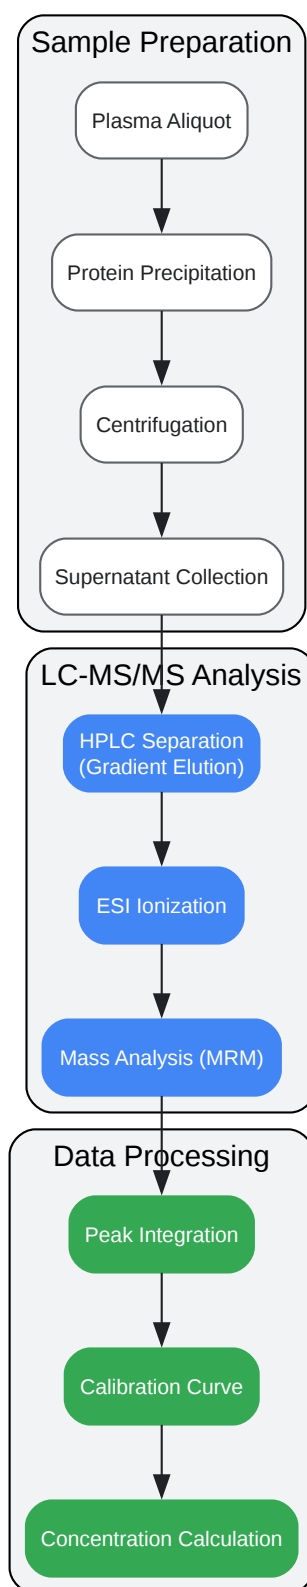 Sample Preparation
Plasma Aliquot
Protein Precipitation
Centrifugation
Supernatant Collection
LC-MS/MS Analysis
HPLC Separation
(Gradient Elution)
ESI Ionization
Mass Analysis (MRM)
Data Processing
Peak Integration
Calibration Curve
Concentration Calculation